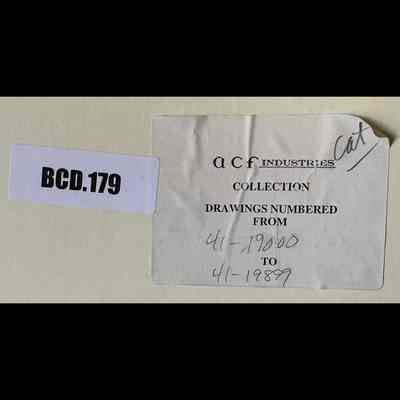 BCD.179
acf INDUSTRIES
cat
COLLECTION
DRAWINGS NUMBERED
FROM
41-19000
TO
41-19899